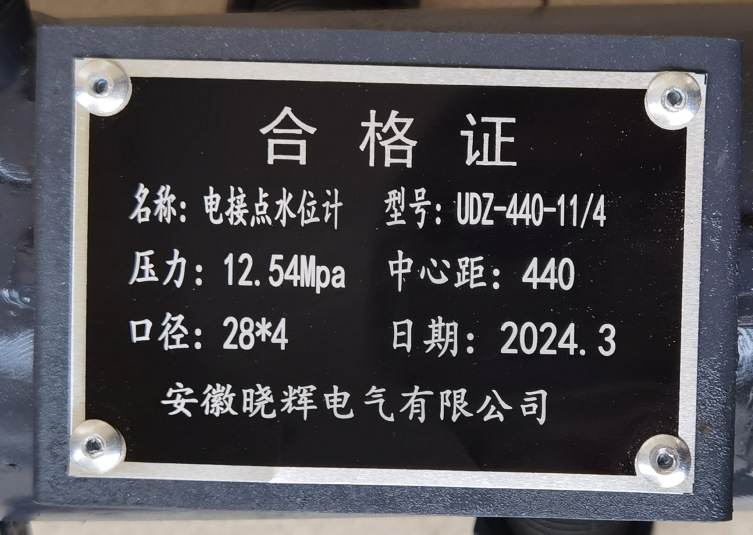 合格证
名称：电接点水位计 型号：UDZ-440-11/4
压力：12.54Mpa 中心距：440
口径：28*4 日期：2024.3
安徽晓辉电气有限公司